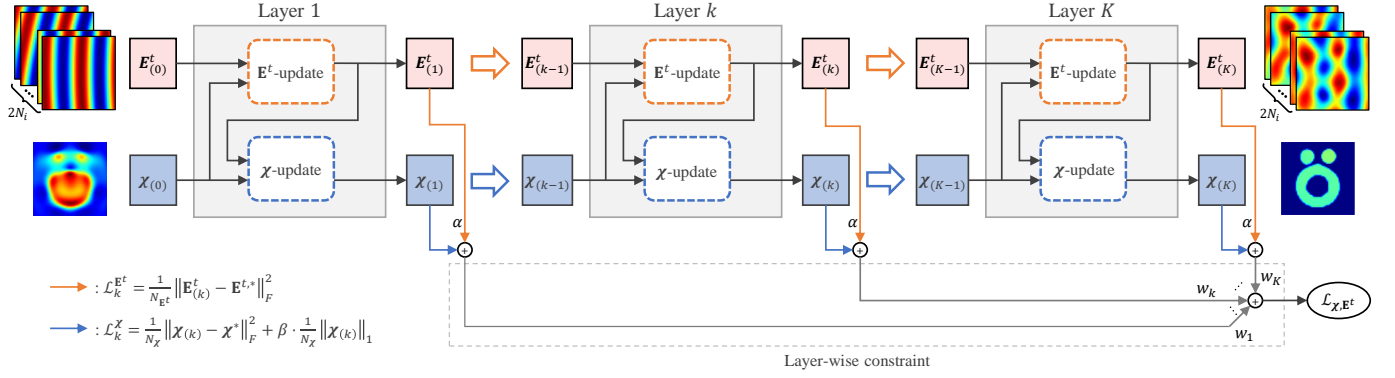 Layer 1
Layer k
Layer K
E^t_(0)
E^t-update
E^t_(1)
E^t_(k−1)
E^t-update
E^t_(k)
E^t_(K−1)
E^t-update
E^t_(K)
2N_i
2N_i
χ_(0)
χ-update
χ_(1)
χ_(k−1)
χ-update
χ_(k)
χ_(K−1)
χ-update
χ_(K)
α
α
α
+
+
+
: ℒ_k^{E^t} = 1/N_{E^t} ‖E^t_(k) − E^{t,*}‖²_F
w_k
w_K
+
ℒ_{χ,E^t}
: ℒ_k^χ = 1/N_χ ‖χ_(k) − χ^*‖²_F + β · 1/N_χ ‖χ_(k)‖_1
w_1
Layer-wise constraint